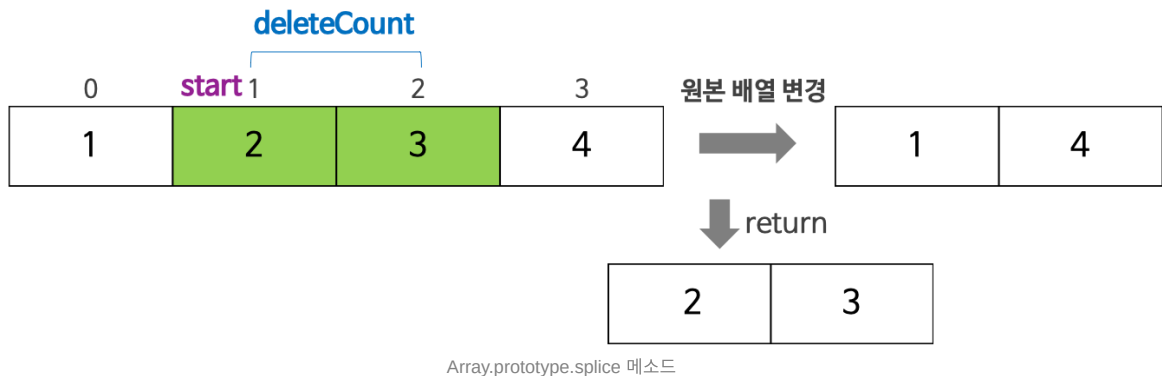 deleteCount
0 start 1 2 3 원본 배열 변경
1 2 3 4 1 4
return
2 3
Array.prototype.splice 메소드